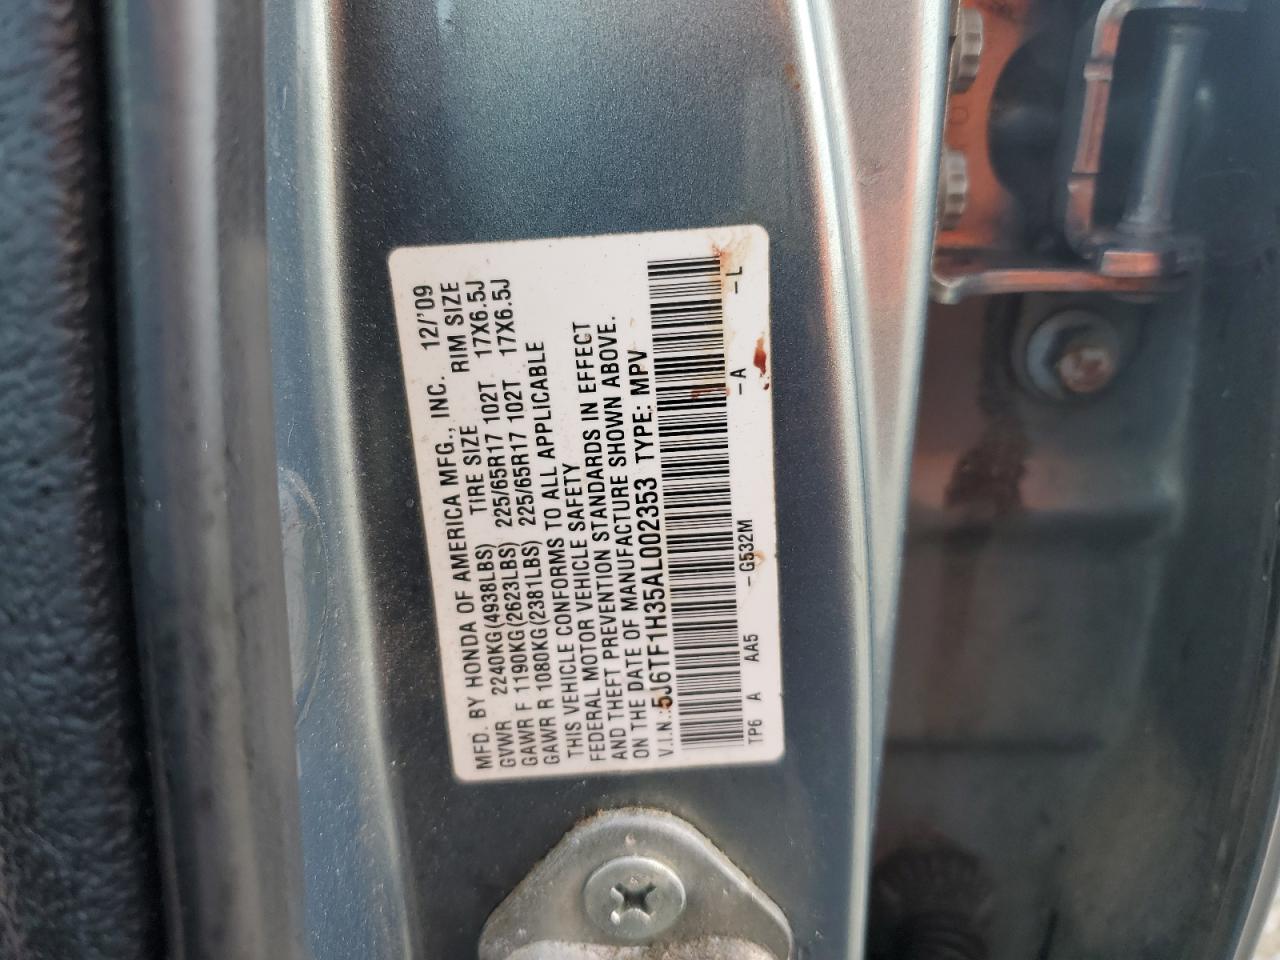 MFD. BY HONDA OF AMERICA MFG., INC. 12/'09
TIRE SIZE RIM SIZE
GVWR 2240KG(4938LBS)
GAWR F 1190KG(2623LBS) 225/65R17 102T 17X6.5J
GAWR R 1080KG(2381LBS) 225/65R17 102T 17X6.5J
THIS VEHICLE CONFORMS TO ALL APPLICABLE
FEDERAL MOTOR VEHICLE SAFETY
AND THEFT PREVENTION STANDARDS IN EFFECT
ON THE DATE OF MANUFACTURE SHOWN ABOVE.
V.I.N.:5J6TF1H35AL002353 TYPE: MPV
TP6 A AA5 -G532M -A -L